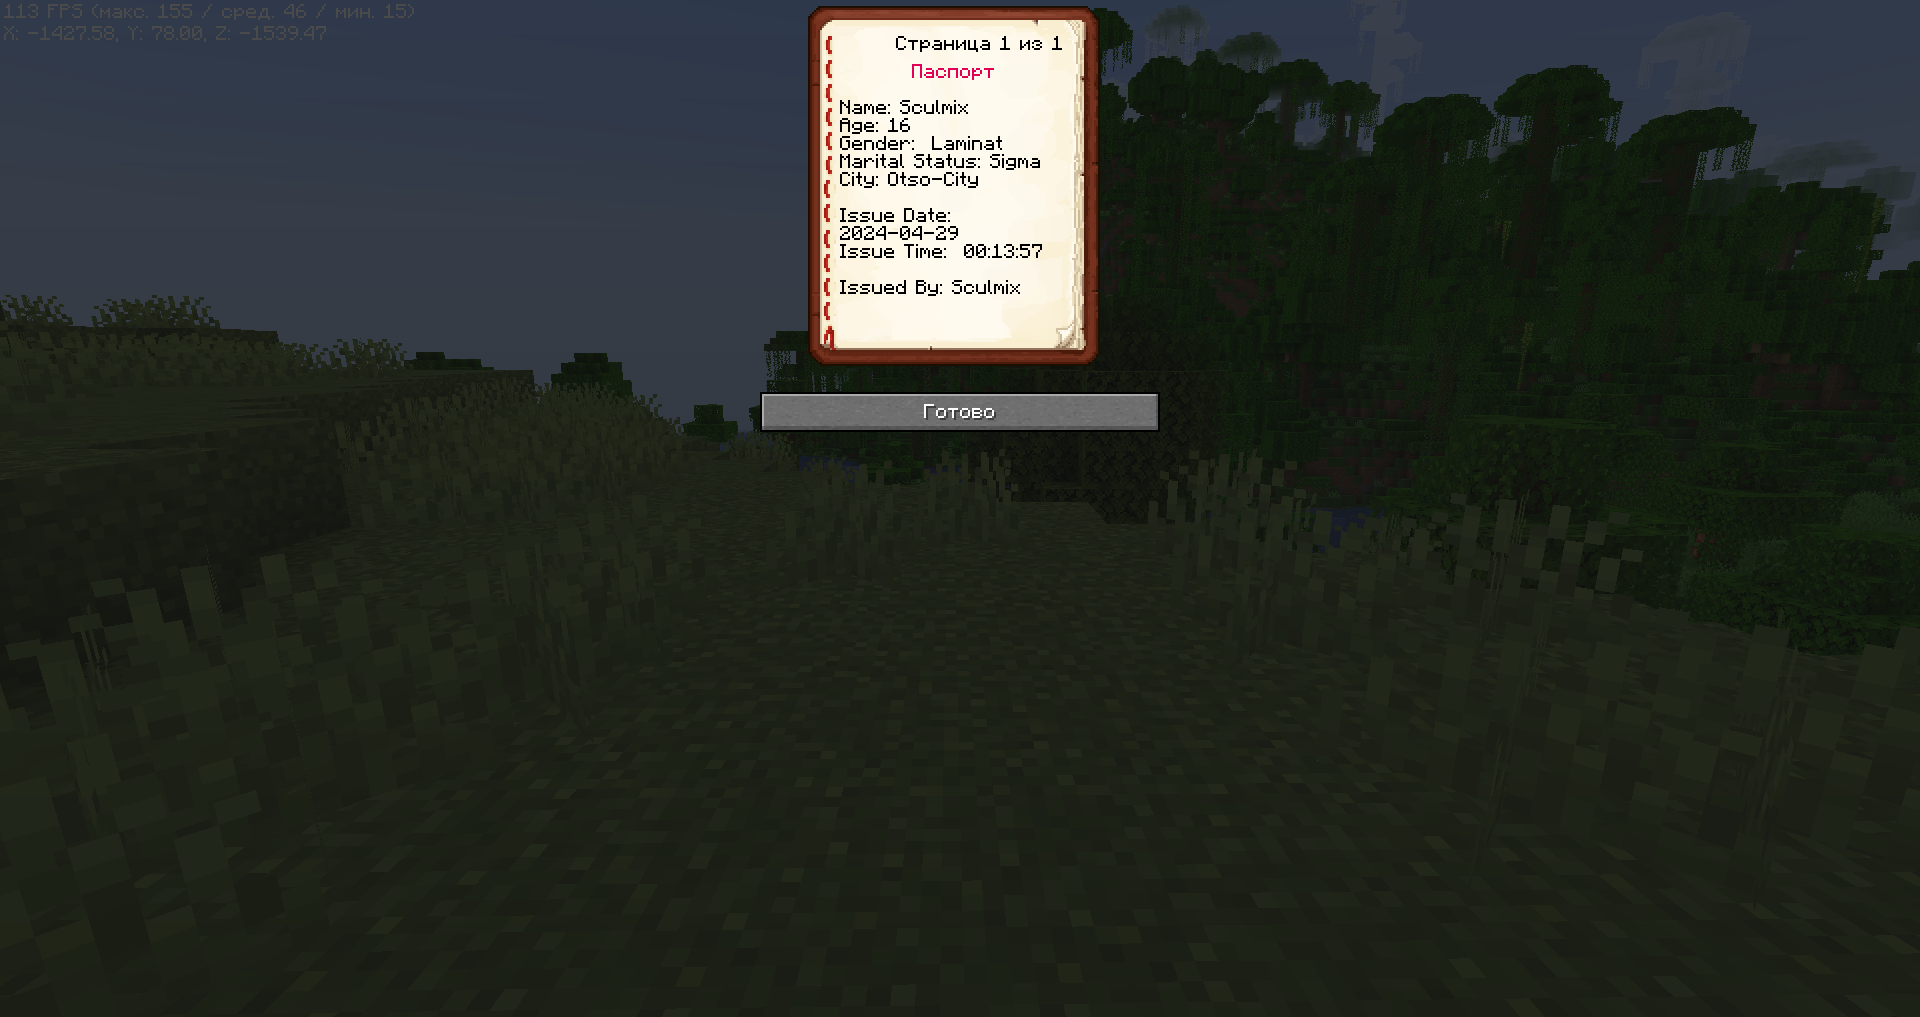 113 FPS (макс. 155 / сред. 46 / мин. 15)
X: -1427.58, Y: 78.00, Z: -1539.47
Страница 1 из 1
Паспорт
Name: Sculmix
Age: 16
Gender: Laminat
Marital Status: Sigma
City: Otso-City
Issue Date:
2024-04-29
Issue Time: 00:13:57
Issued By: Sculmix
Готово